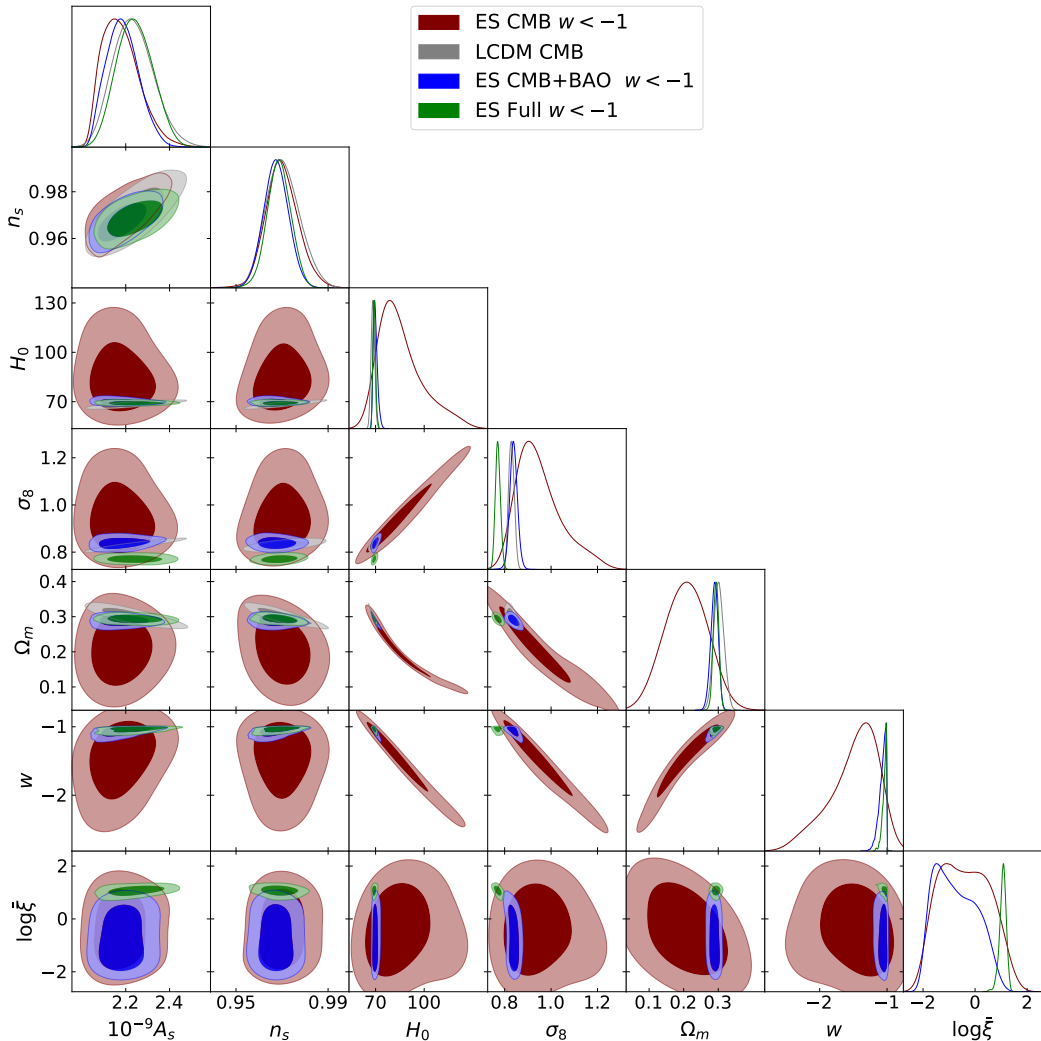 ES CMB w < −1
LCDM CMB
ES CMB+BAO w < −1
ES Full w < −1
n_s
0.98
0.96
H_0
130
100
70
σ_8
1.2
1.0
0.8
Ω_m
0.4
0.3
0.2
0.1
w
−1
−2
log ξ̄
2
0
−2
2.2 2.4
0.95 0.99
70 100
0.8 1.0 1.2
0.1 0.3
−2 −1
−2 0 2
10^{-9}A_s
n_s
H_0
σ_8
Ω_m
w
log ξ̄